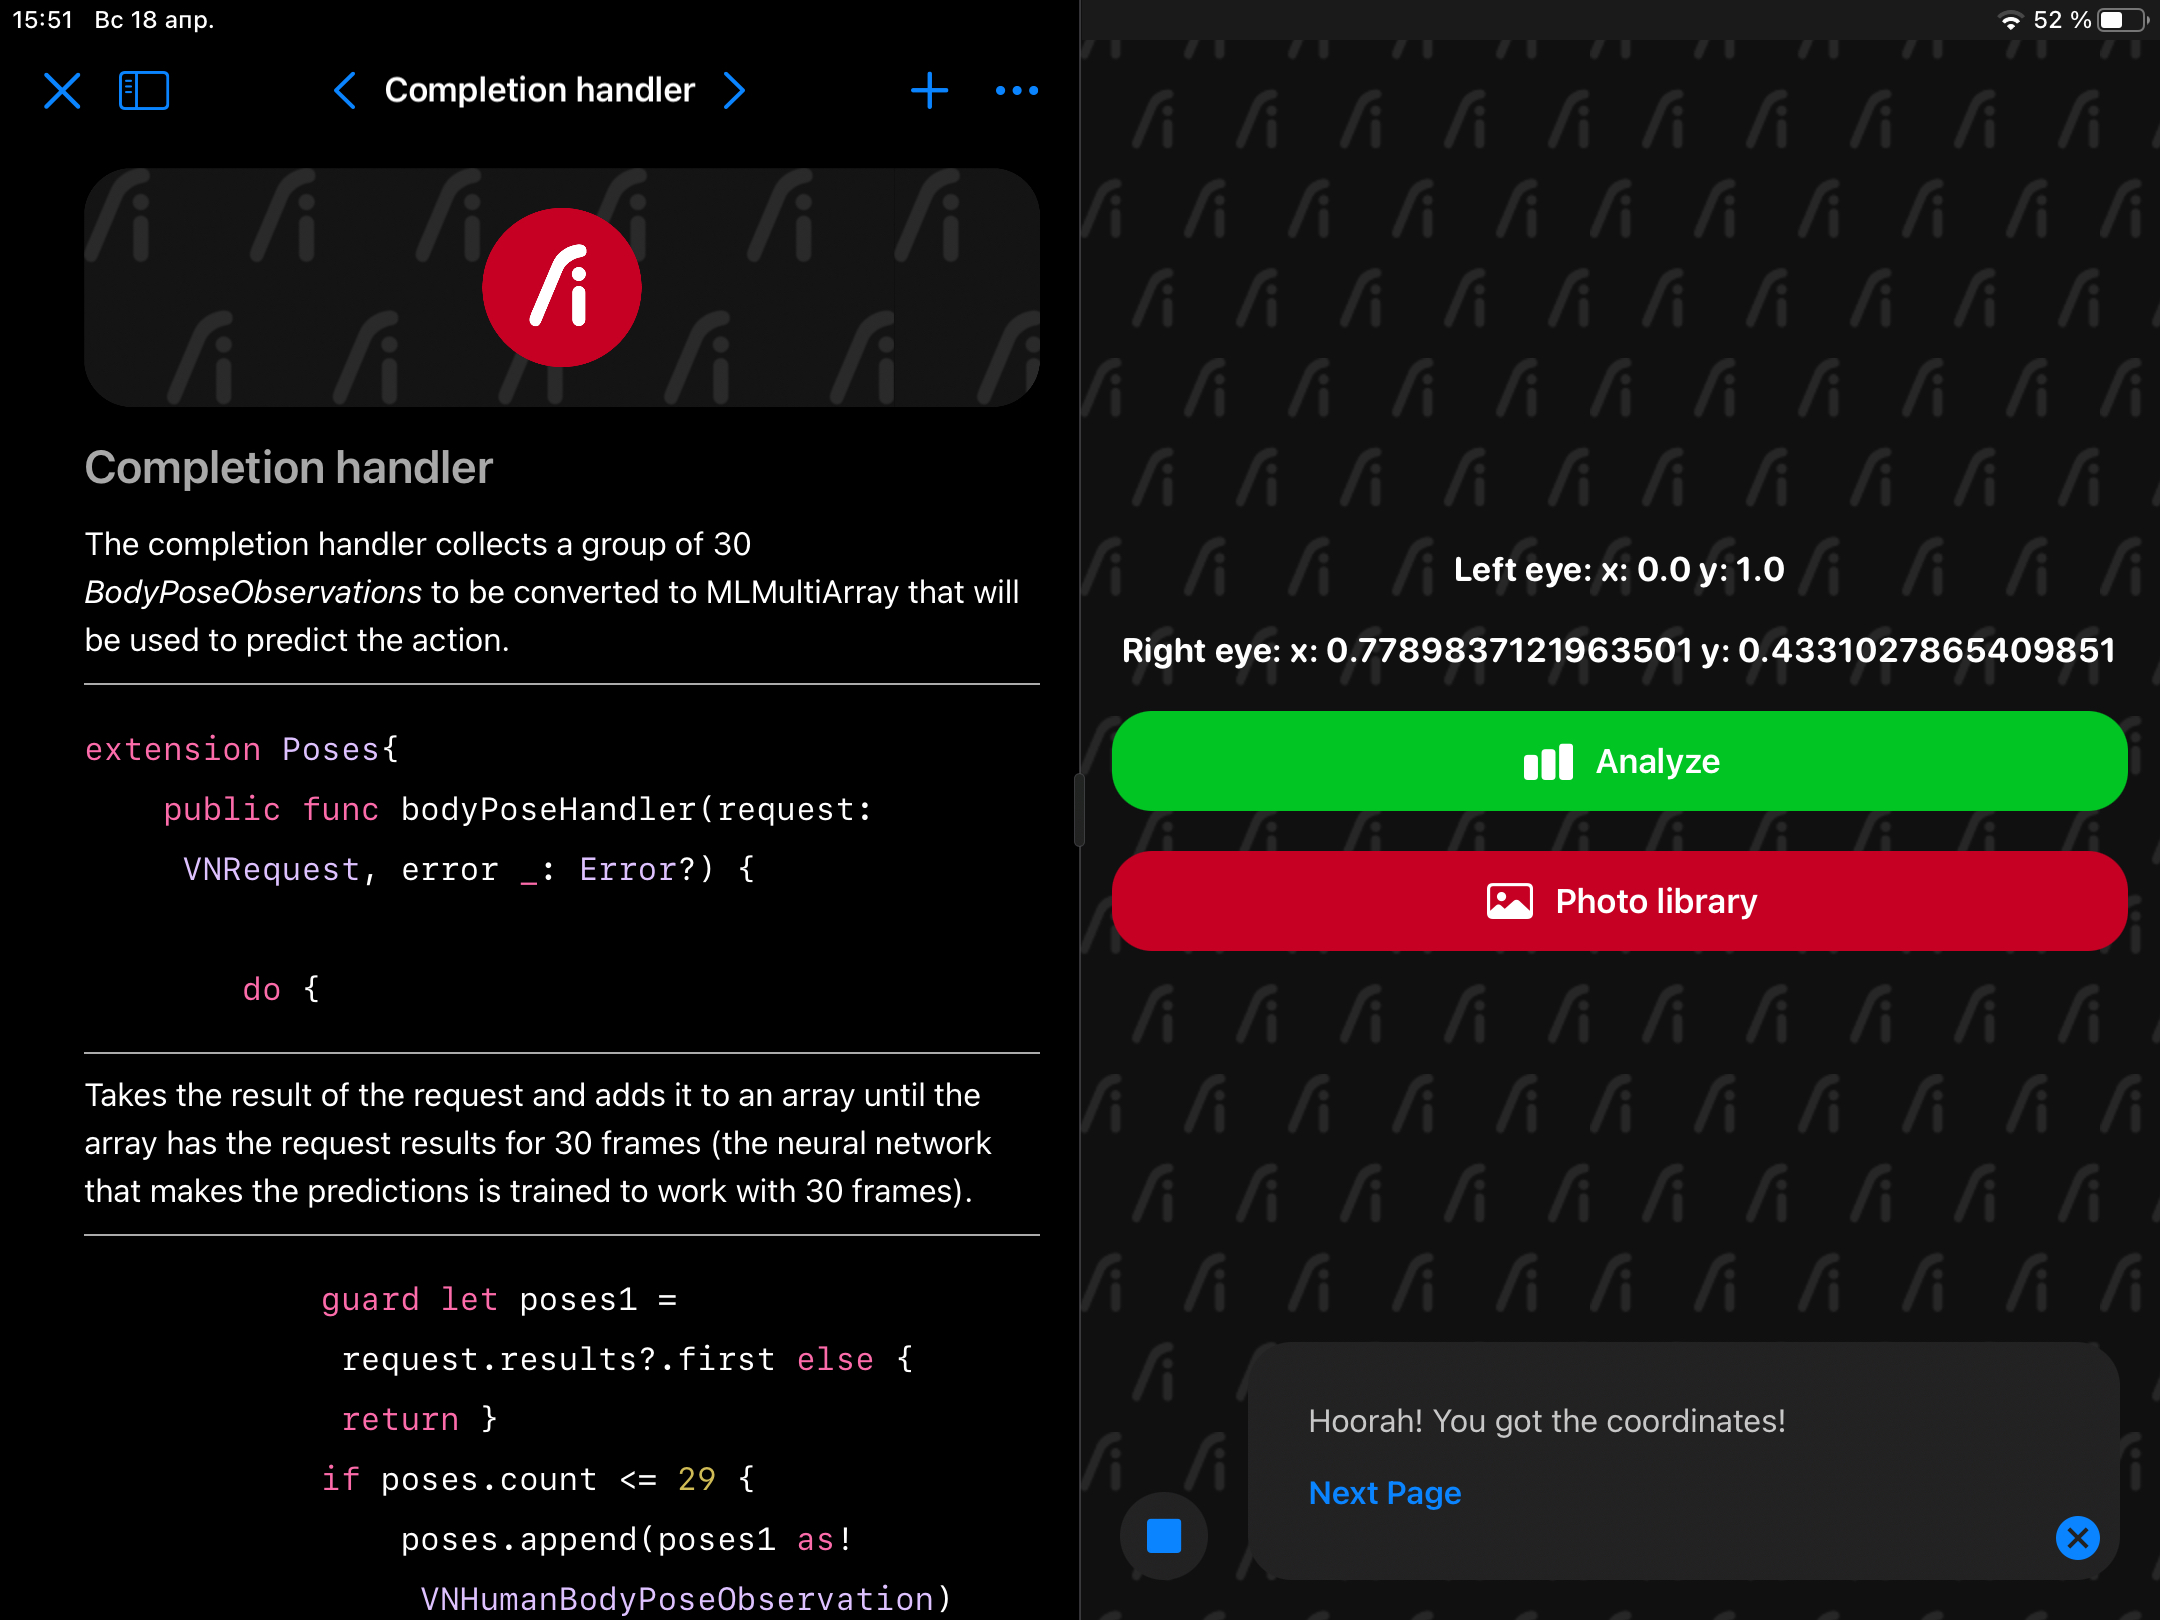 15:51 Вс 18 апр.
52 %
Completion handler
Completion handler
The completion handler collects a group of 30
BodyPoseObservations to be converted to MLMultiArray that will
be used to predict the action.
extension Poses{
public func bodyPoseHandler(request:
VNRequest, error _: Error?) {
do {
Takes the result of the request and adds it to an array until the
array has the request results for 30 frames (the neural network
that makes the predictions is trained to work with 30 frames).
guard let poses1 =
request.results?.first else {
return }
if poses.count <= 29 {
poses.append(poses1 as!
VNHumanBodyPoseObservation)
Left eye: x: 0.0 y: 1.0
Right eye: x: 0.7789837121963501 y: 0.4331027865409851
Analyze
Photo library
Hoorah! You got the coordinates!
Next Page